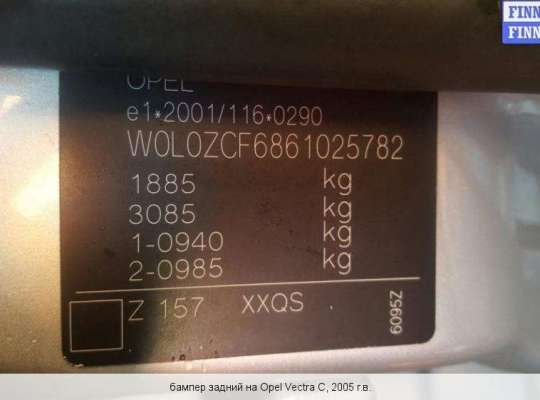 FINN
FINN
OPEL
e1*2001/116*0290
W0L0ZCF6861025782
1885 kg
3085 kg
1-0940 kg
2-0985 kg
Z 157 XXQS
6095Z
бампер задний на Opel Vectra C, 2005 г.в.